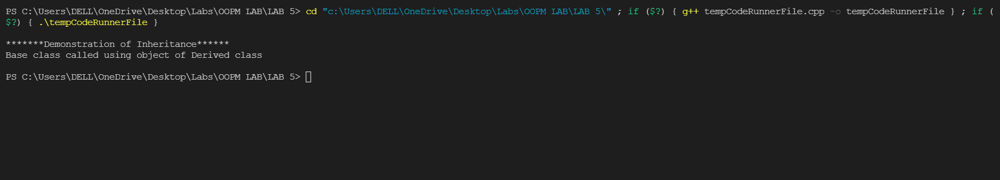 PS C:\Users\DELL\OneDrive\Desktop\Labs\OOPM LAB\LAB 5> cd "c:\Users\DELL\OneDrive\Desktop\Labs\OOPM LAB\LAB 5\" ; if ($?) { g++ tempCodeRunnerFile.cpp -o tempCodeRunnerFile } ; if (
$?) { .\tempCodeRunnerFile }
*******Demonstration of Inheritance******
Base class called using object of Derived class
PS C:\Users\DELL\OneDrive\Desktop\Labs\OOPM LAB\LAB 5>